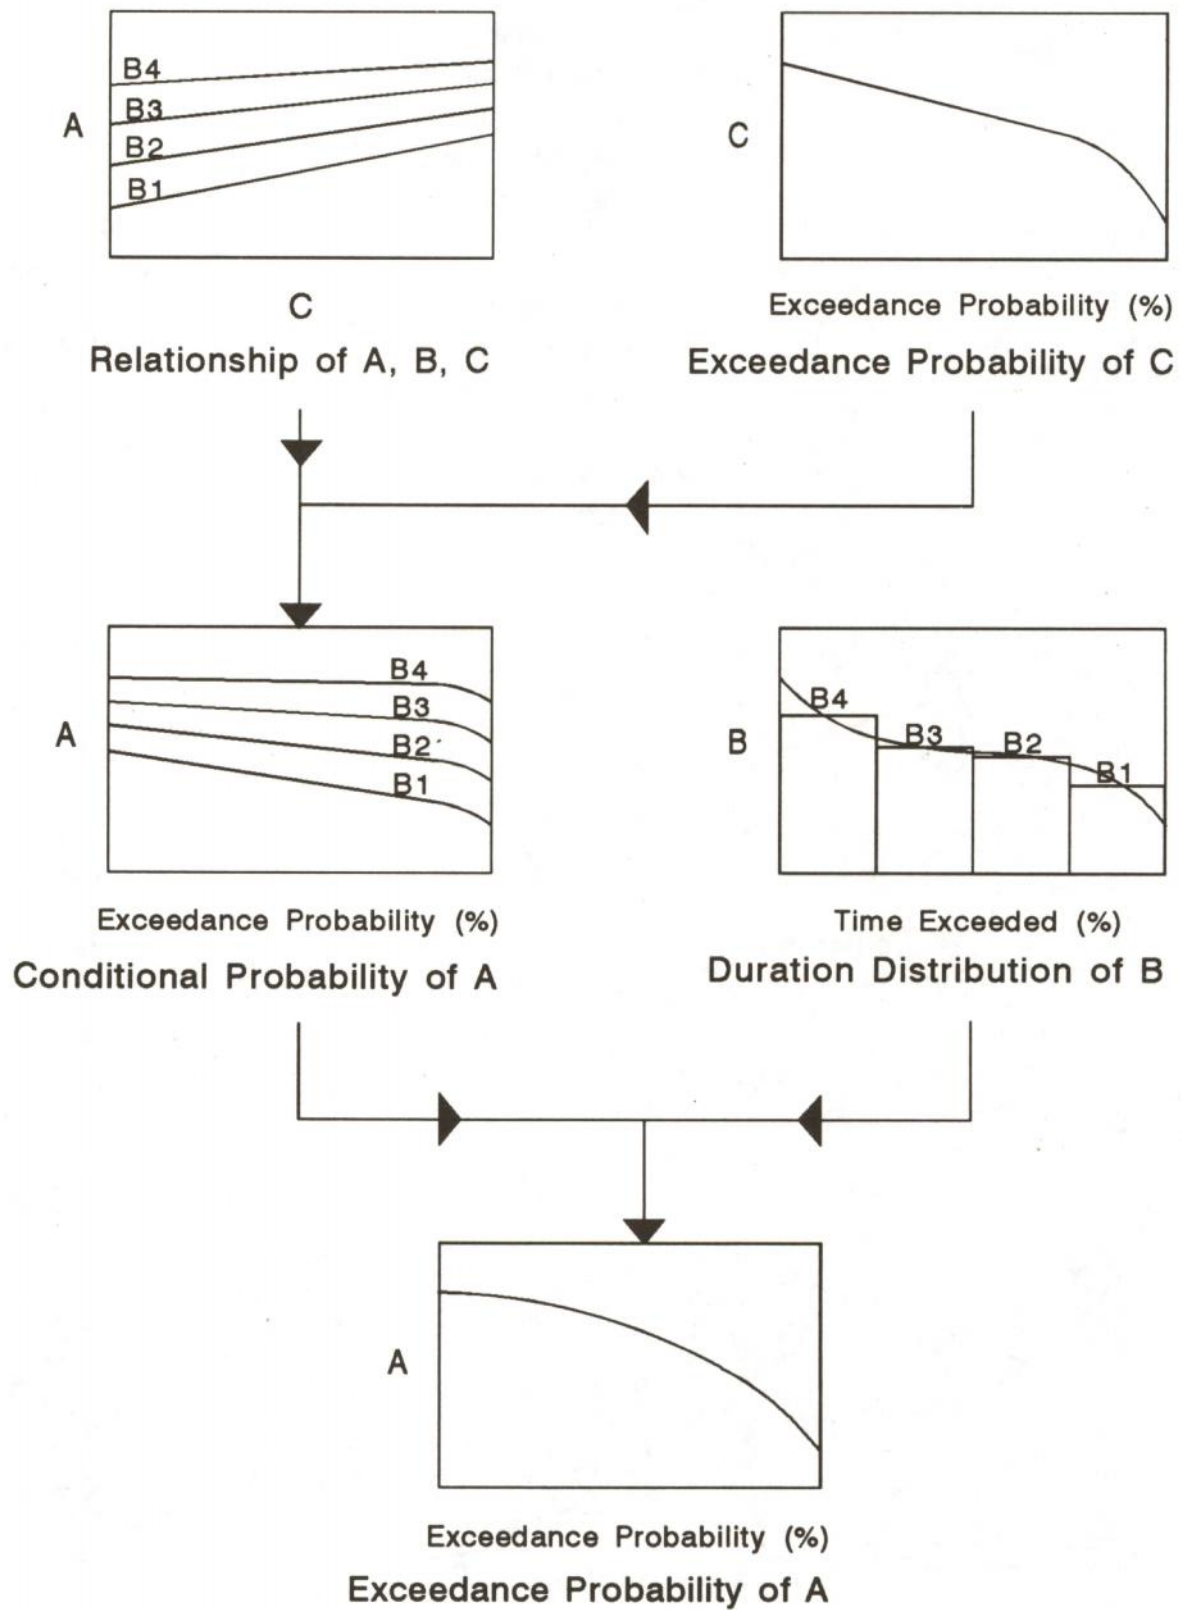 B4
B3
A
B2
B1
C
Relationship of A, B, C
C
Exceedance Probability (%)
Exceedance Probability of C
B4
B3
A
B2
B1
Exceedance Probability (%)
Conditional Probability of A
B4
B
B3
B2
B1
Time Exceeded (%)
Duration Distribution of B
A
Exceedance Probability (%)
Exceedance Probability of A